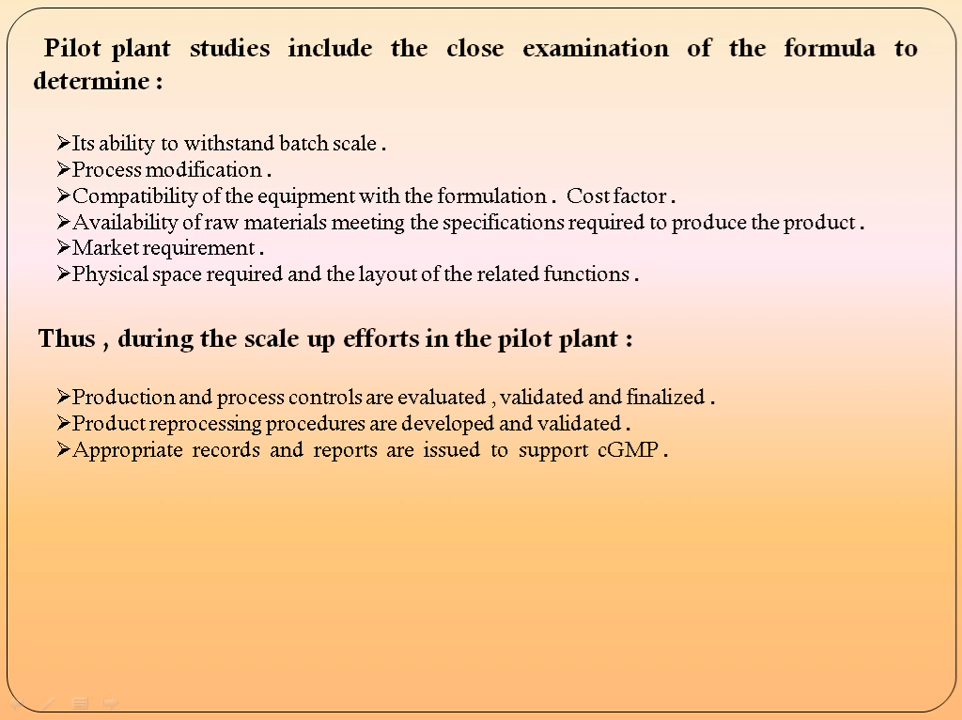 Pilot plant studies include the close examination of the formula to
determine :
➢Its ability to withstand batch scale .
➢Process modification .
➢Compatibility of the equipment with the formulation . Cost factor .
➢Availability of raw materials meeting the specifications required to produce the product .
➢Market requirement .
➢Physical space required and the layout of the related functions .
Thus , during the scale up efforts in the pilot plant :
➢Production and process controls are evaluated , validated and finalized .
➢Product reprocessing procedures are developed and validated .
➢Appropriate records and reports are issued to support cGMP .